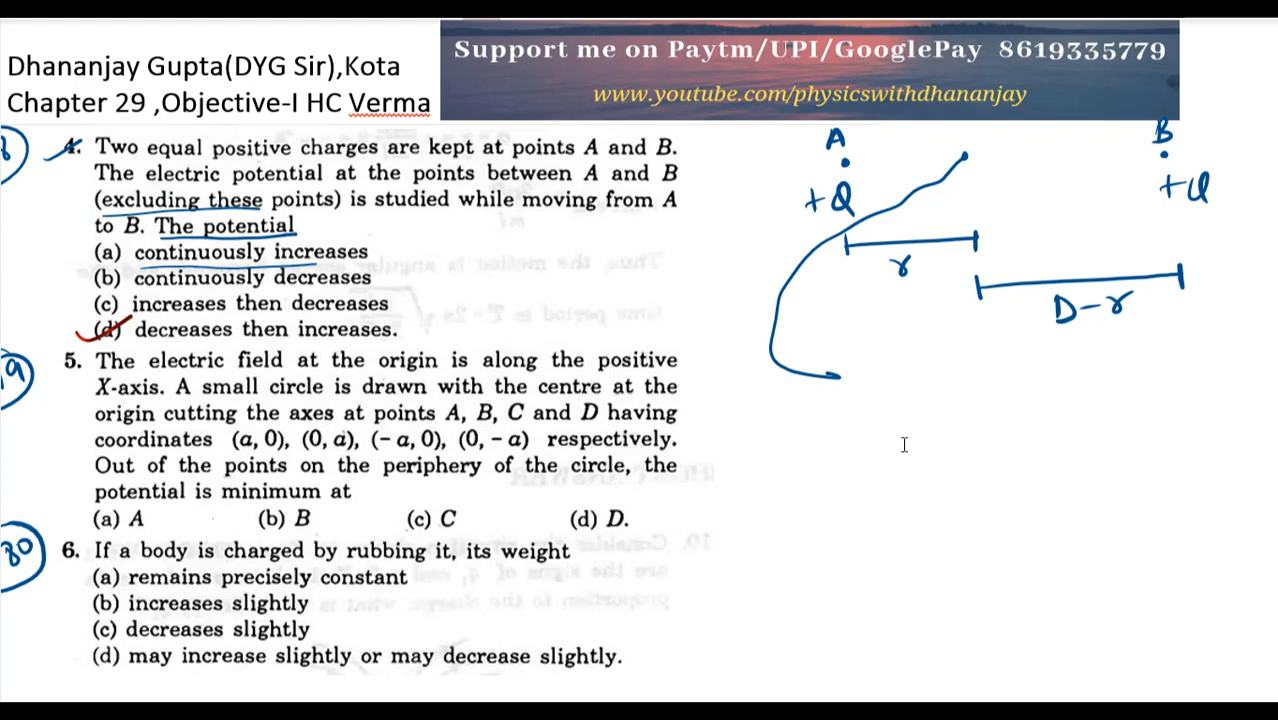 Dhananjay Gupta(DYG Sir),Kota
Chapter 29 ,Objective-I HC Verma
Support me on Paytm/UPI/GooglePay 8619335779
www.youtube.com/physicswithdhananjay
4. Two equal positive charges are kept at points A and B.
The electric potential at the points between A and B
(excluding these points) is studied while moving from A
to B. The potential
(a) continuously increases
(b) continuously decreases
(c) increases then decreases
(d) decreases then increases.
5. The electric field at the origin is along the positive
X-axis. A small circle is drawn with the centre at the
origin cutting the axes at points A, B, C and D having
coordinates (a, 0), (0, a), (− a, 0), (0, − a) respectively.
Out of the points on the periphery of the circle, the
potential is minimum at
(a) A (b) B (c) C (d) D.
30
6. If a body is charged by rubbing it, its weight
(a) remains precisely constant
(b) increases slightly
(c) decreases slightly
(d) may increase slightly or may decrease slightly.
A
B
+Q
+Q
r
D-r